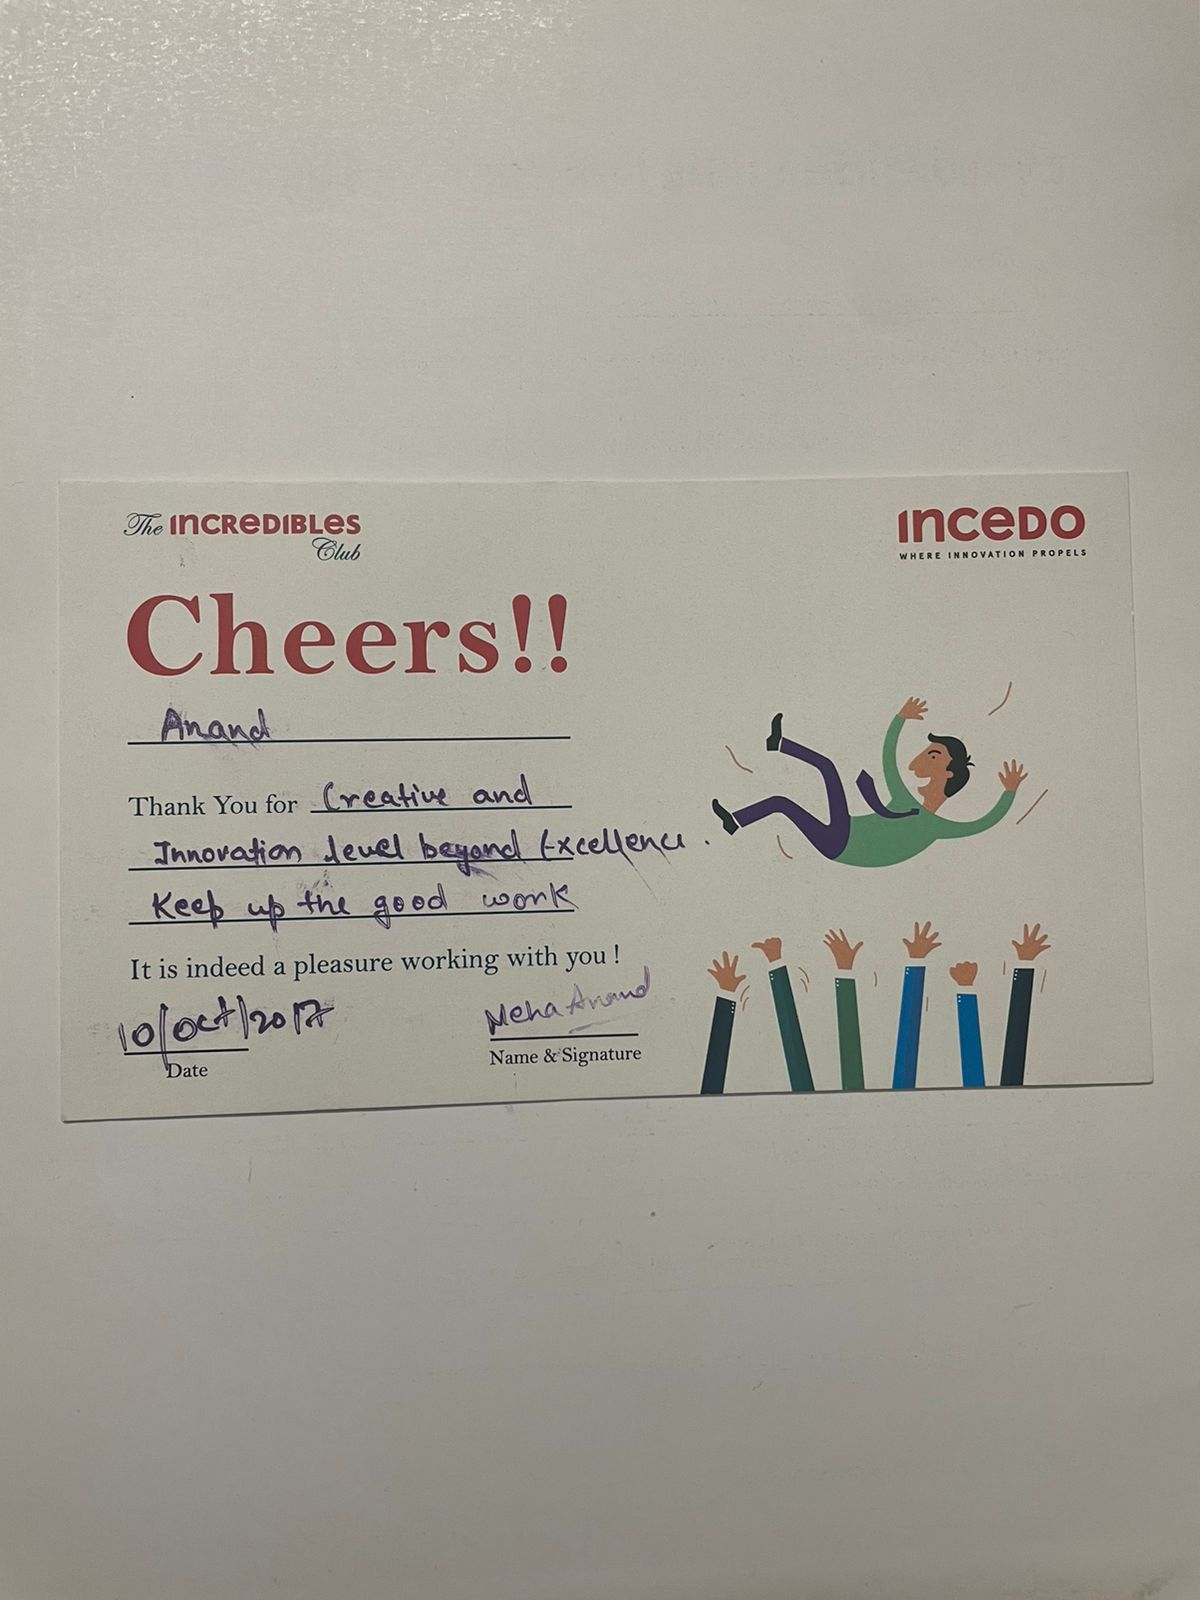 The INCREDIBLES Club
INCEDO
WHERE INNOVATION PROPELS
Cheers!!
Anand
Thank You for Creative and
Innovation level beyond Excellence.
Keep up the good work
It is indeed a pleasure working with you !
10/Oct/2017
Neha Anand
Date
Name & Signature